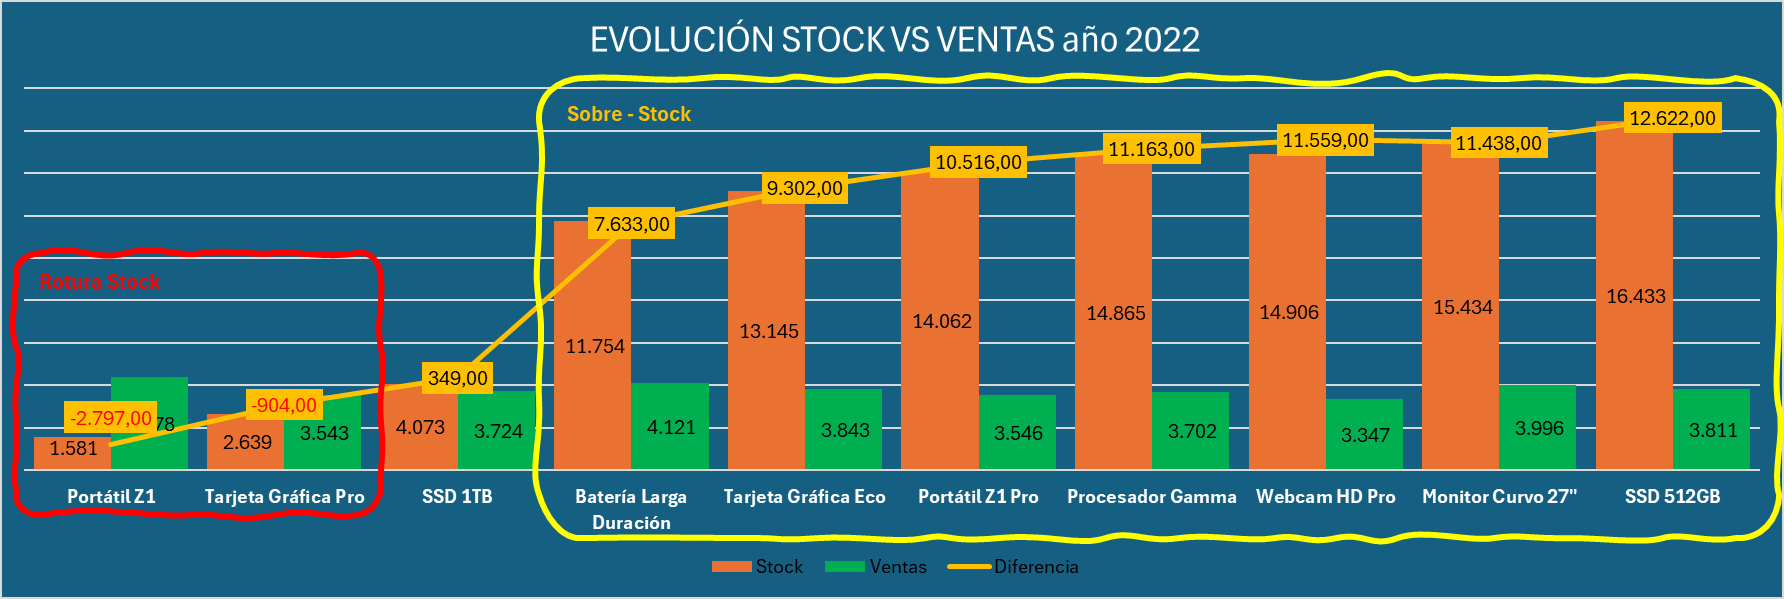 EVOLUCIÓN STOCK VS VENTAS año 2022
Sobre - Stock
Rotura Stock
-2.797,00
-904,00
349,00
7.633,00
9.302,00
10.516,00
11.163,00
11.559,00
11.438,00
12.622,00
1.581
78
2.639
3.543
4.073
3.724
11.754
4.121
13.145
3.843
14.062
3.546
14.865
3.702
14.906
3.347
15.434
3.996
16.433
3.811
Portátil Z1
Tarjeta Gráfica Pro
SSD 1TB
Batería Larga
Duración
Tarjeta Gráfica Eco
Portátil Z1 Pro
Procesador Gamma
Webcam HD Pro
Monitor Curvo 27"
SSD 512GB
Stock
Ventas
Diferencia